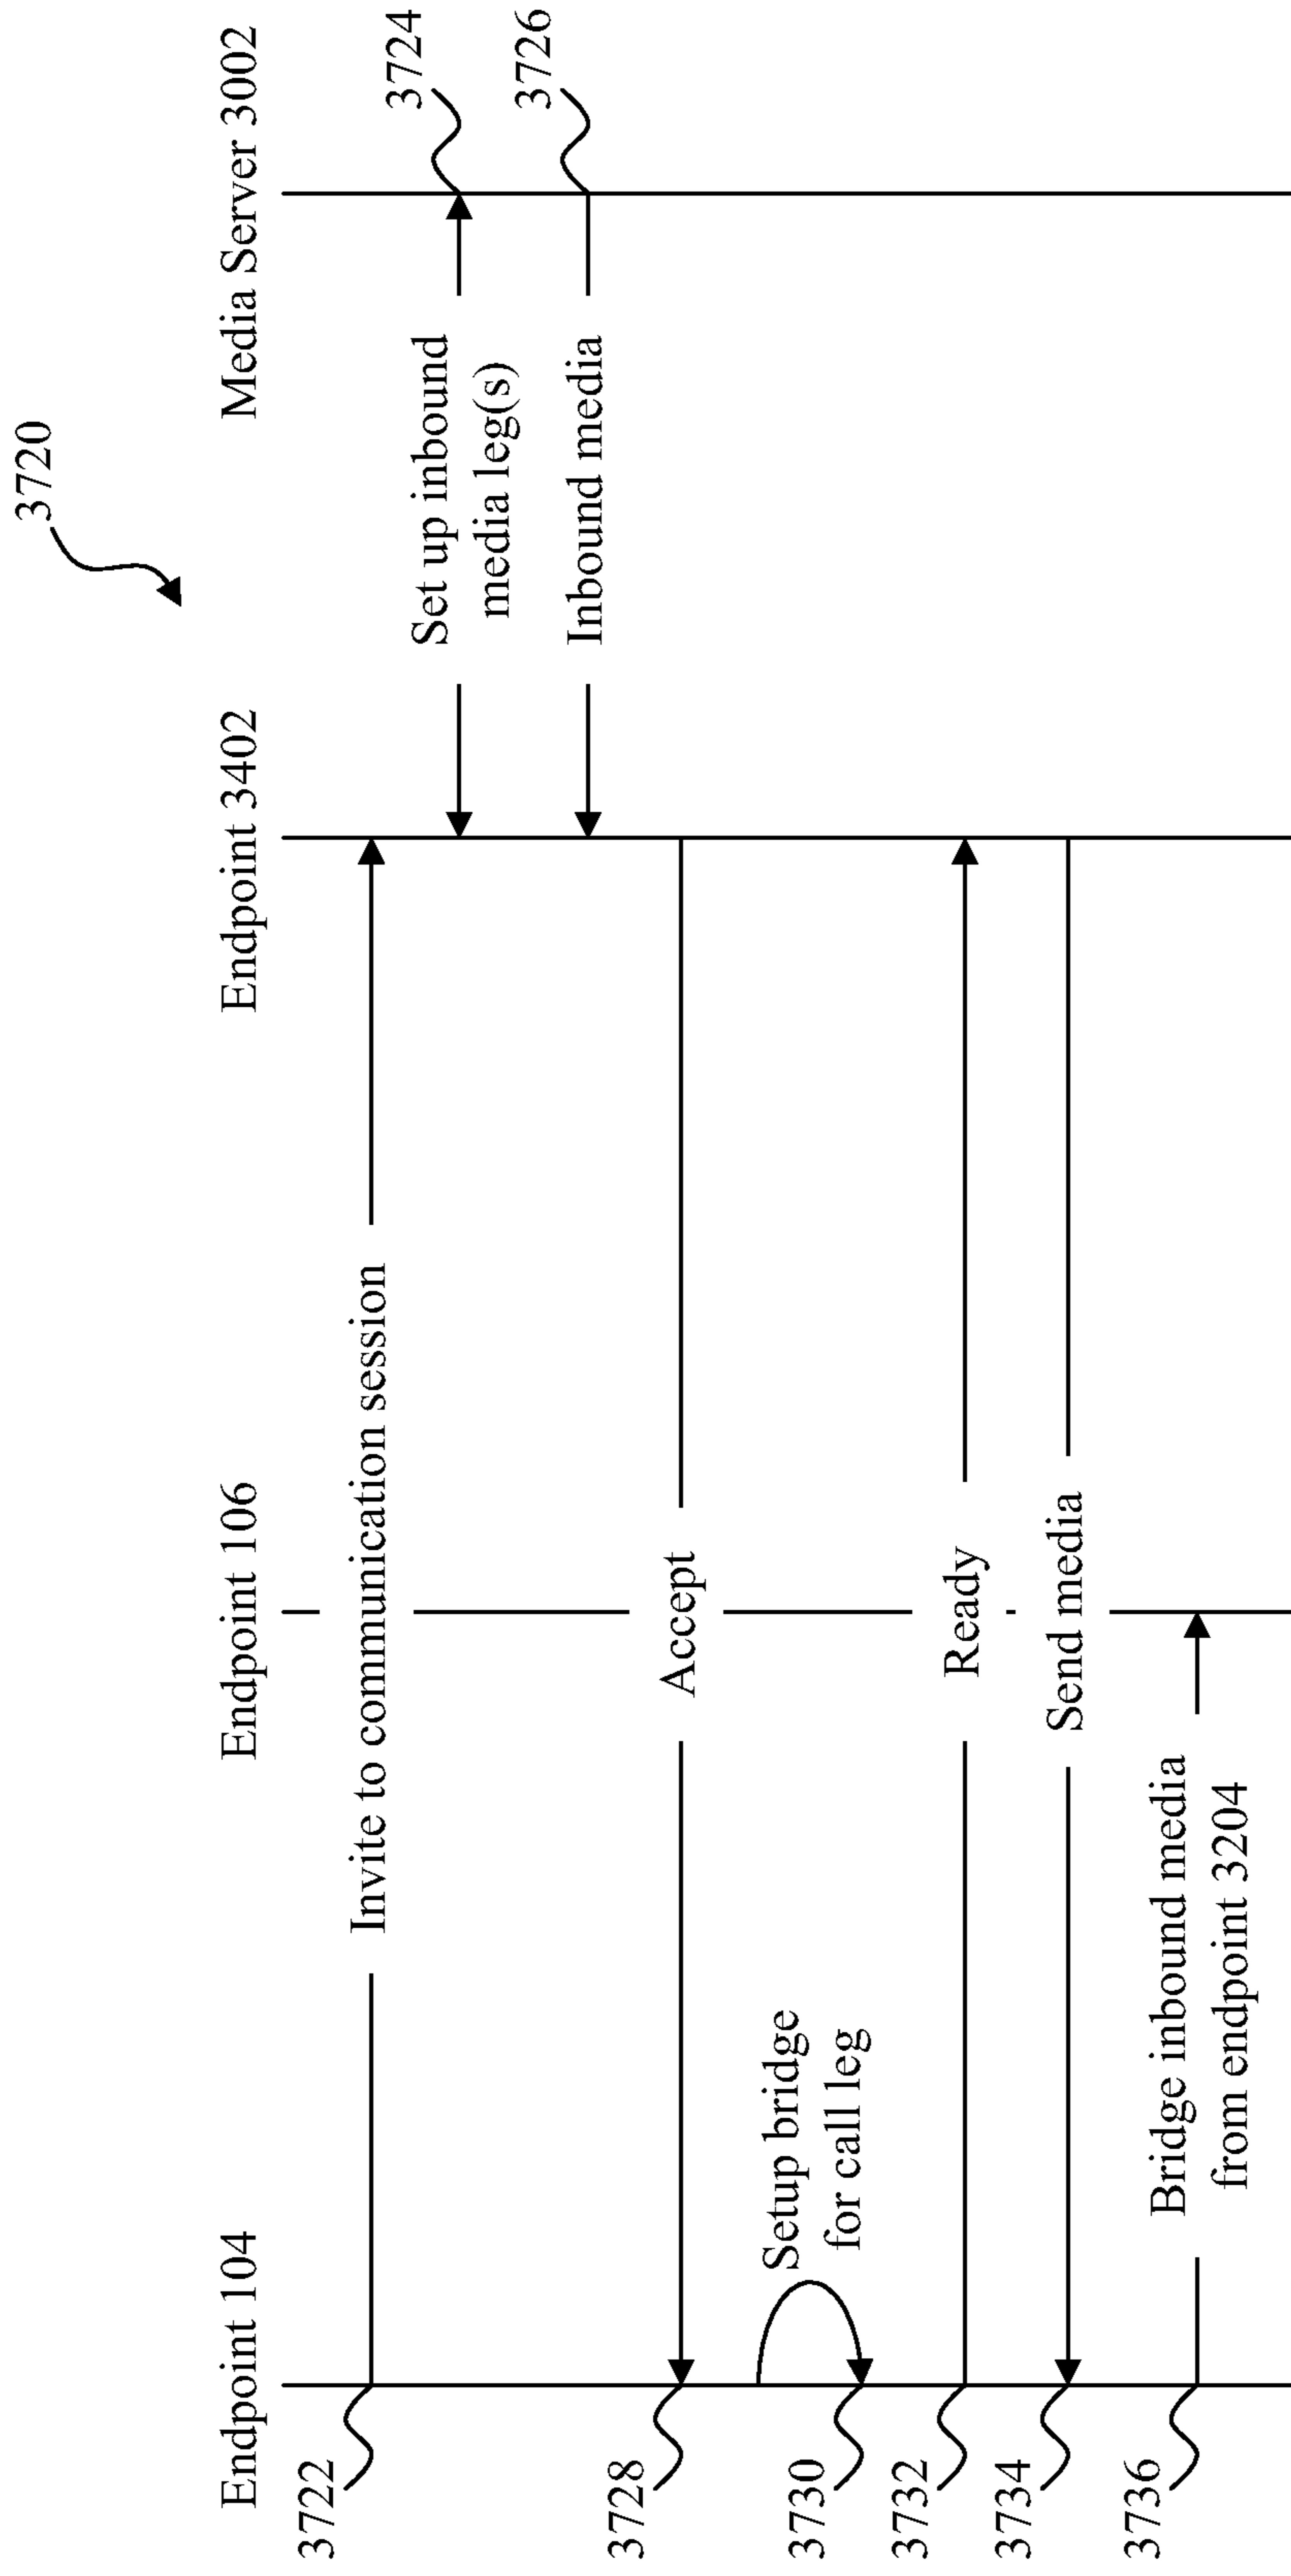 3720
Endpoint 104
Endpoint 106
Endpoint 3402
Media Server 3002
3722
Invite to communication session
Set up inbound
media leg(s)
3724
Inbound media
3726
3728
Accept
3730
Setup bridge
for call leg
3732
Ready
3734
Send media
3736
Bridge inbound media
from endpoint 3204